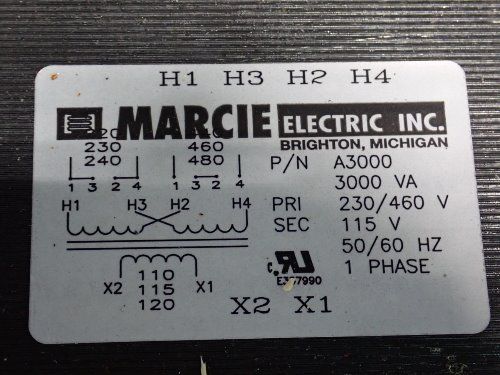 H1 H3 H2 H4
MARCIE ELECTRIC INC.
BRIGHTON, MICHIGAN
230 460
240 480
P/N A3000
3000 VA
1 3 2 4 1 3 2 4
H1 H3 H2 H4
PRI 230/460 V
SEC 115 V
50/60 HZ
1 PHASE
110
X2 115 X1
120
X2 X1